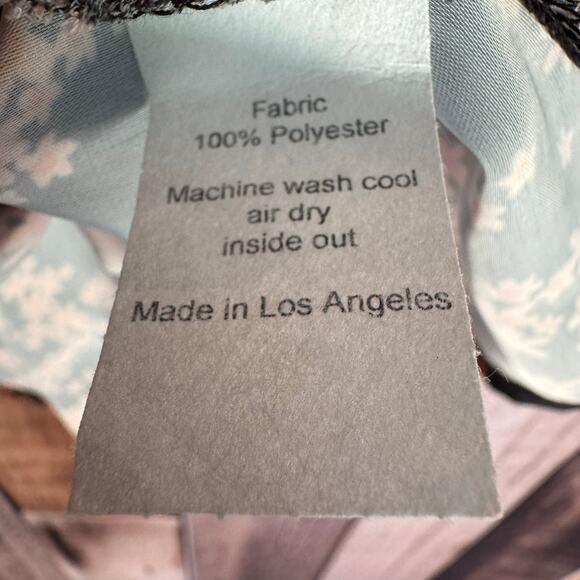 Fabric
100% Polyester
Machine wash cool
air dry
inside out
Made in Los Angeles